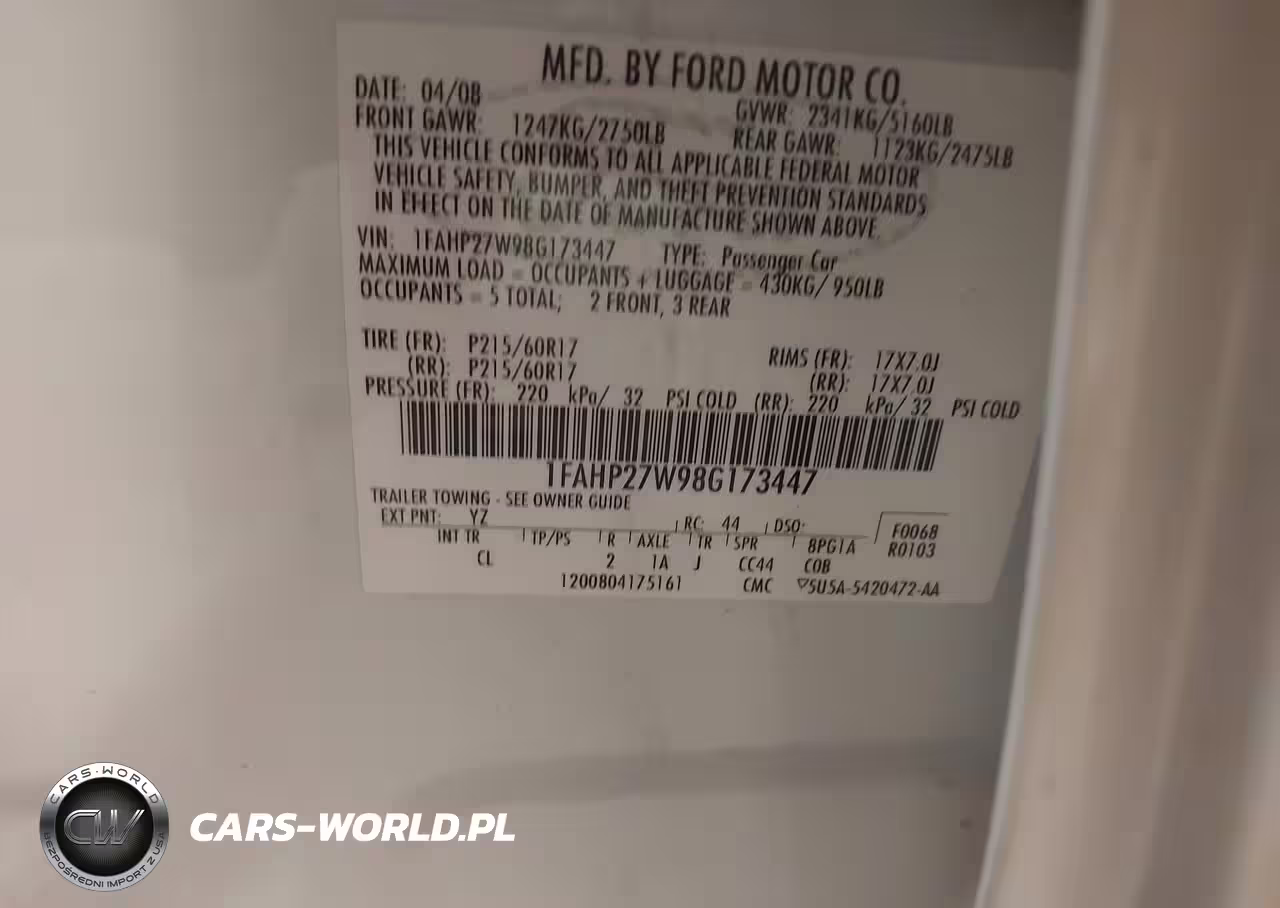 MFD. BY FORD MOTOR CO.
DATE: 04/08 GVWR: 2341KG/5160LB
FRONT GAWR: 1247KG/2750LB REAR GAWR: 1123KG/2475LB
THIS VEHICLE CONFORMS TO ALL APPLICABLE FEDERAL MOTOR
VEHICLE SAFETY, BUMPER, AND THEFT PREVENTION STANDARDS
IN EFFECT ON THE DATE OF MANUFACTURE SHOWN ABOVE.
VIN: 1FAHP27W98G173447 TYPE: Passenger Car
MAXIMUM LOAD = OCCUPANTS + LUGGAGE = 430KG/ 950LB
OCCUPANTS = 5 TOTAL; 2 FRONT, 3 REAR
TIRE (FR): P215/60R17 RIMS (FR): 17X7.0J
(RR): P215/60R17 (RR): 17X7.0J
PRESSURE (FR): 220 kPa/ 32 PSI COLD (RR): 220 kPa/ 32 PSI COLD
1FAHP27W98G173447
TRAILER TOWING - SEE OWNER GUIDE
EXT PNT: YZ RC: 44 DSO: F0068
INT TR TP/PS R AXLE TR SPR 8PG1A R0103
CL 2 1A J CC44 COB
1200804175161 CMC ▽5U5A-5420472-AA
CARS-WORLD
CW
BEZPOŚREDNI IMPORT Z USA
CARS-WORLD.PL